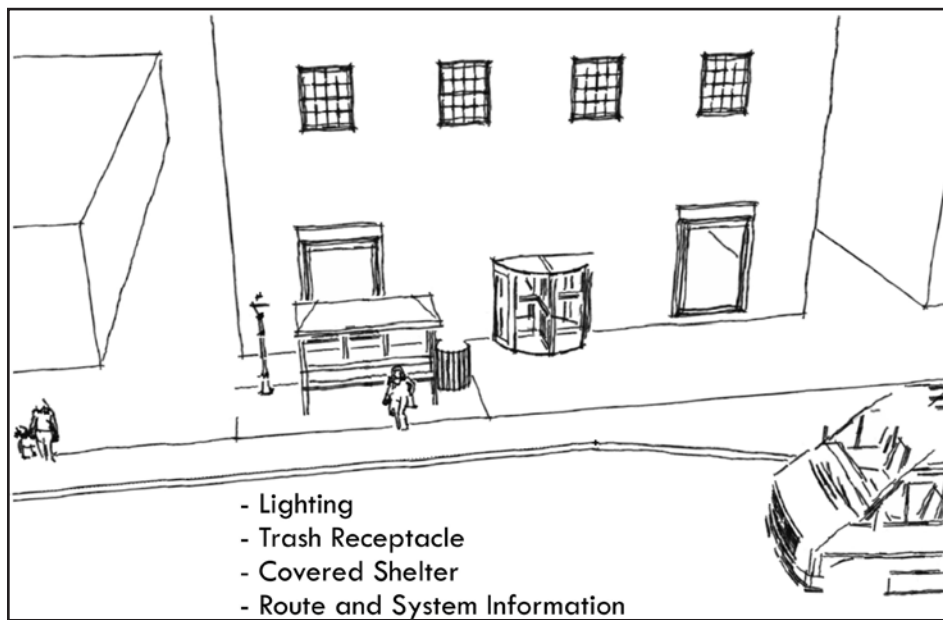 - Lighting
- Trash Receptacle
- Covered Shelter
- Route and System Information